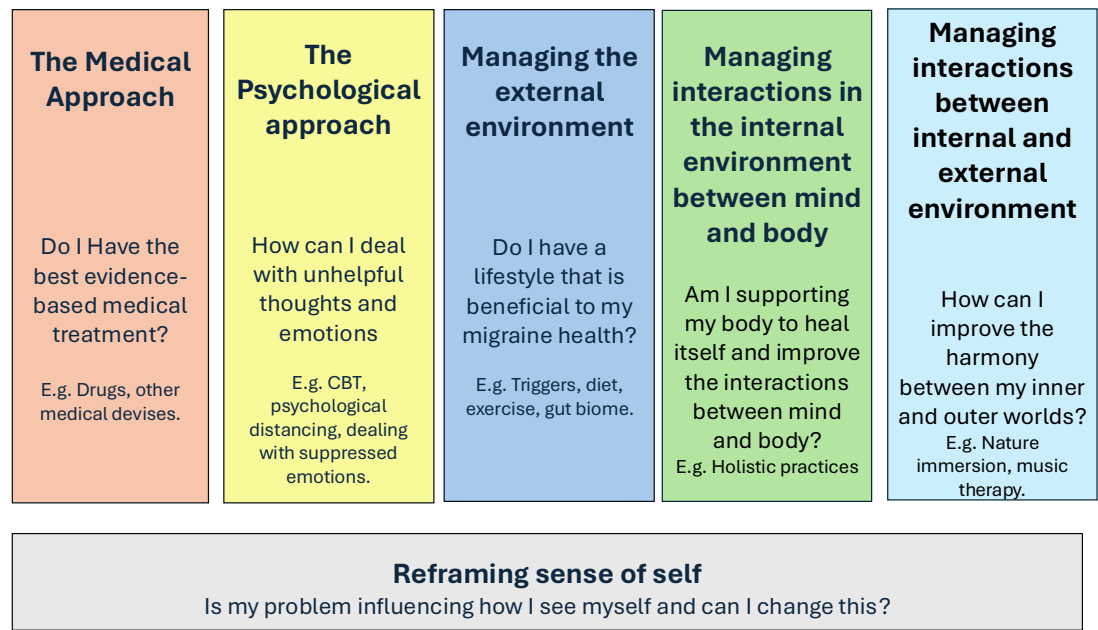 The Medical
Approach
Do I Have the
best evidence-
based medical
treatment?
E.g. Drugs, other
medical devises.
The
Psychological
approach
How can I deal
with unhelpful
thoughts and
emotions
E.g. CBT,
psychological
distancing, dealing
with suppressed
emotions.
Managing the
external
environment
Do I have a
lifestyle that is
beneficial to my
migraine health?
E.g. Triggers, diet,
exercise, gut biome.
Managing
interactions in
the internal
environment
between mind
and body
Am I supporting
my body to heal
itself and improve
the interactions
between mind
and body?
E.g. Holistic practices
Managing
interactions
between
internal and
external
environment
How can I
improve the
harmony
between my inner
and outer worlds?
E.g. Nature
immersion, music
therapy.
Reframing sense of self
Is my problem influencing how I see myself and can I change this?